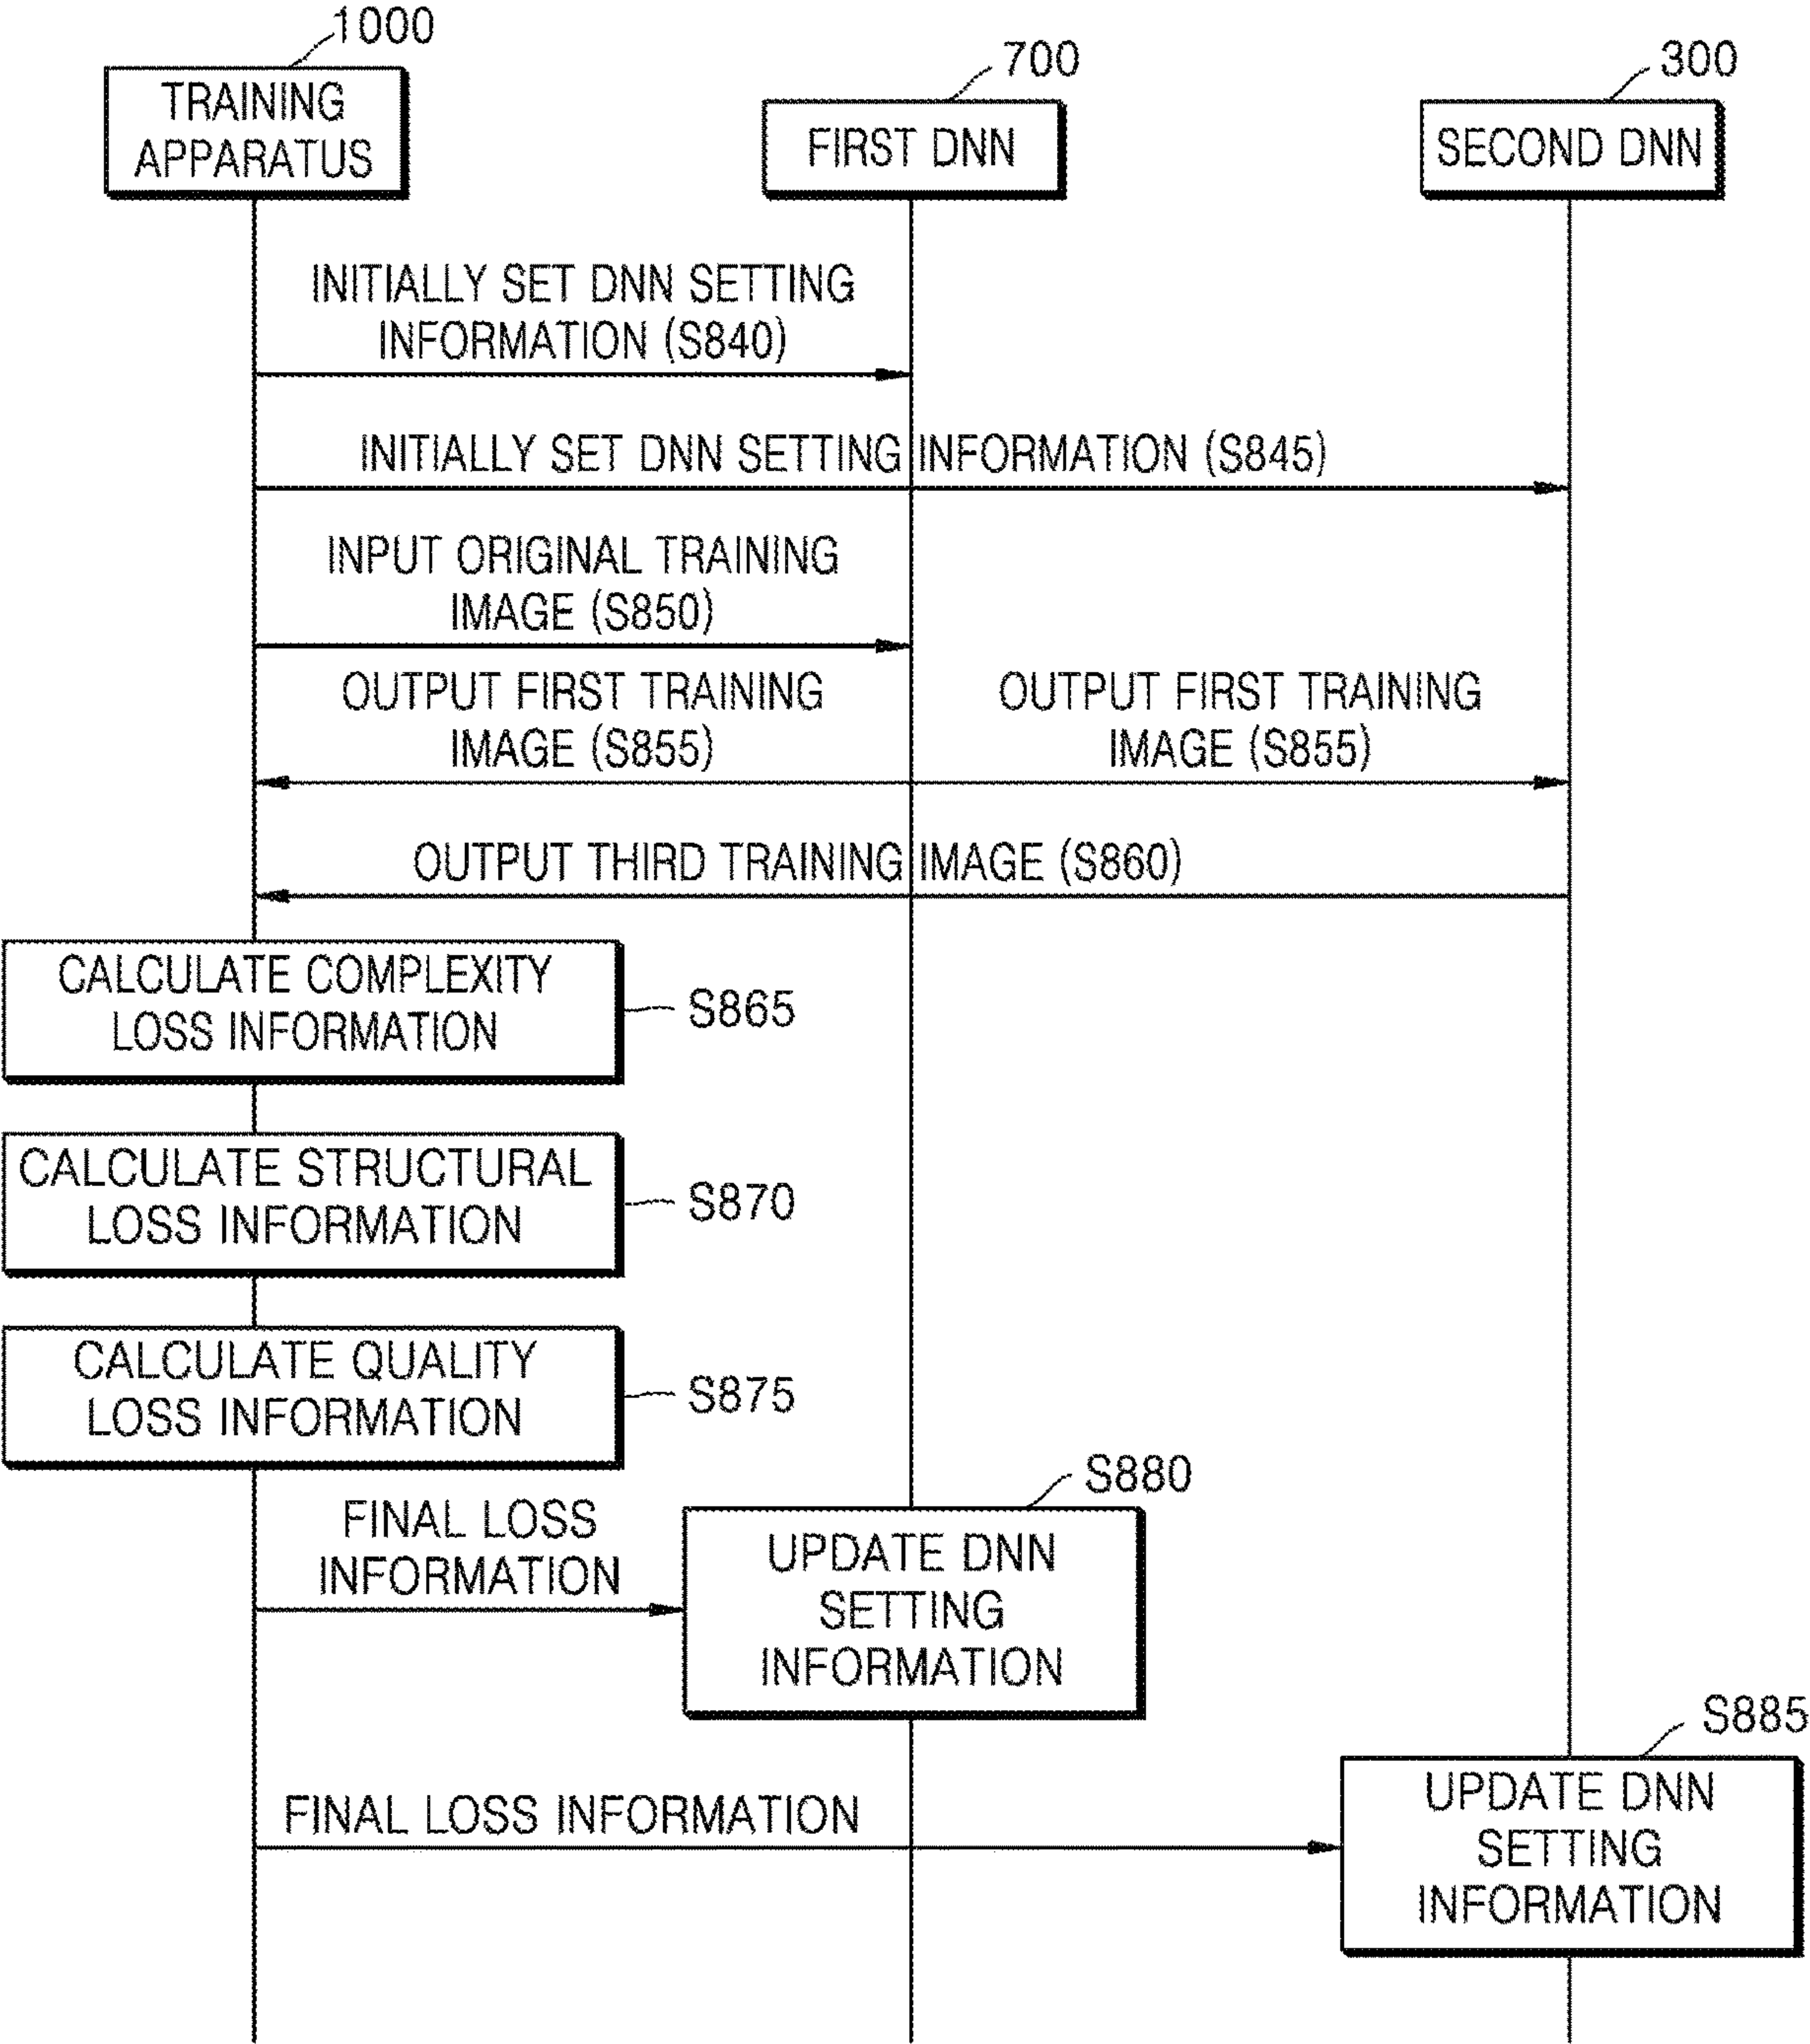 1000
700
300
TRAINING
APPARATUS
FIRST DNN
SECOND DNN
INITIALLY SET DNN SETTING
INFORMATION (S840)
INITIALLY SET DNN SETTING INFORMATION (S845)
INPUT ORIGINAL TRAINING
IMAGE (S850)
OUTPUT FIRST TRAINING
IMAGE (S855)
OUTPUT FIRST TRAINING
IMAGE (S855)
OUTPUT THIRD TRAINING IMAGE (S860)
CALCULATE COMPLEXITY
LOSS INFORMATION
S865
CALCULATE STRUCTURAL
LOSS INFORMATION
S870
CALCULATE QUALITY
LOSS INFORMATION
S875
S880
FINAL LOSS
INFORMATION
UPDATE DNN
SETTING
INFORMATION
S885
FINAL LOSS INFORMATION
UPDATE DNN
SETTING
INFORMATION